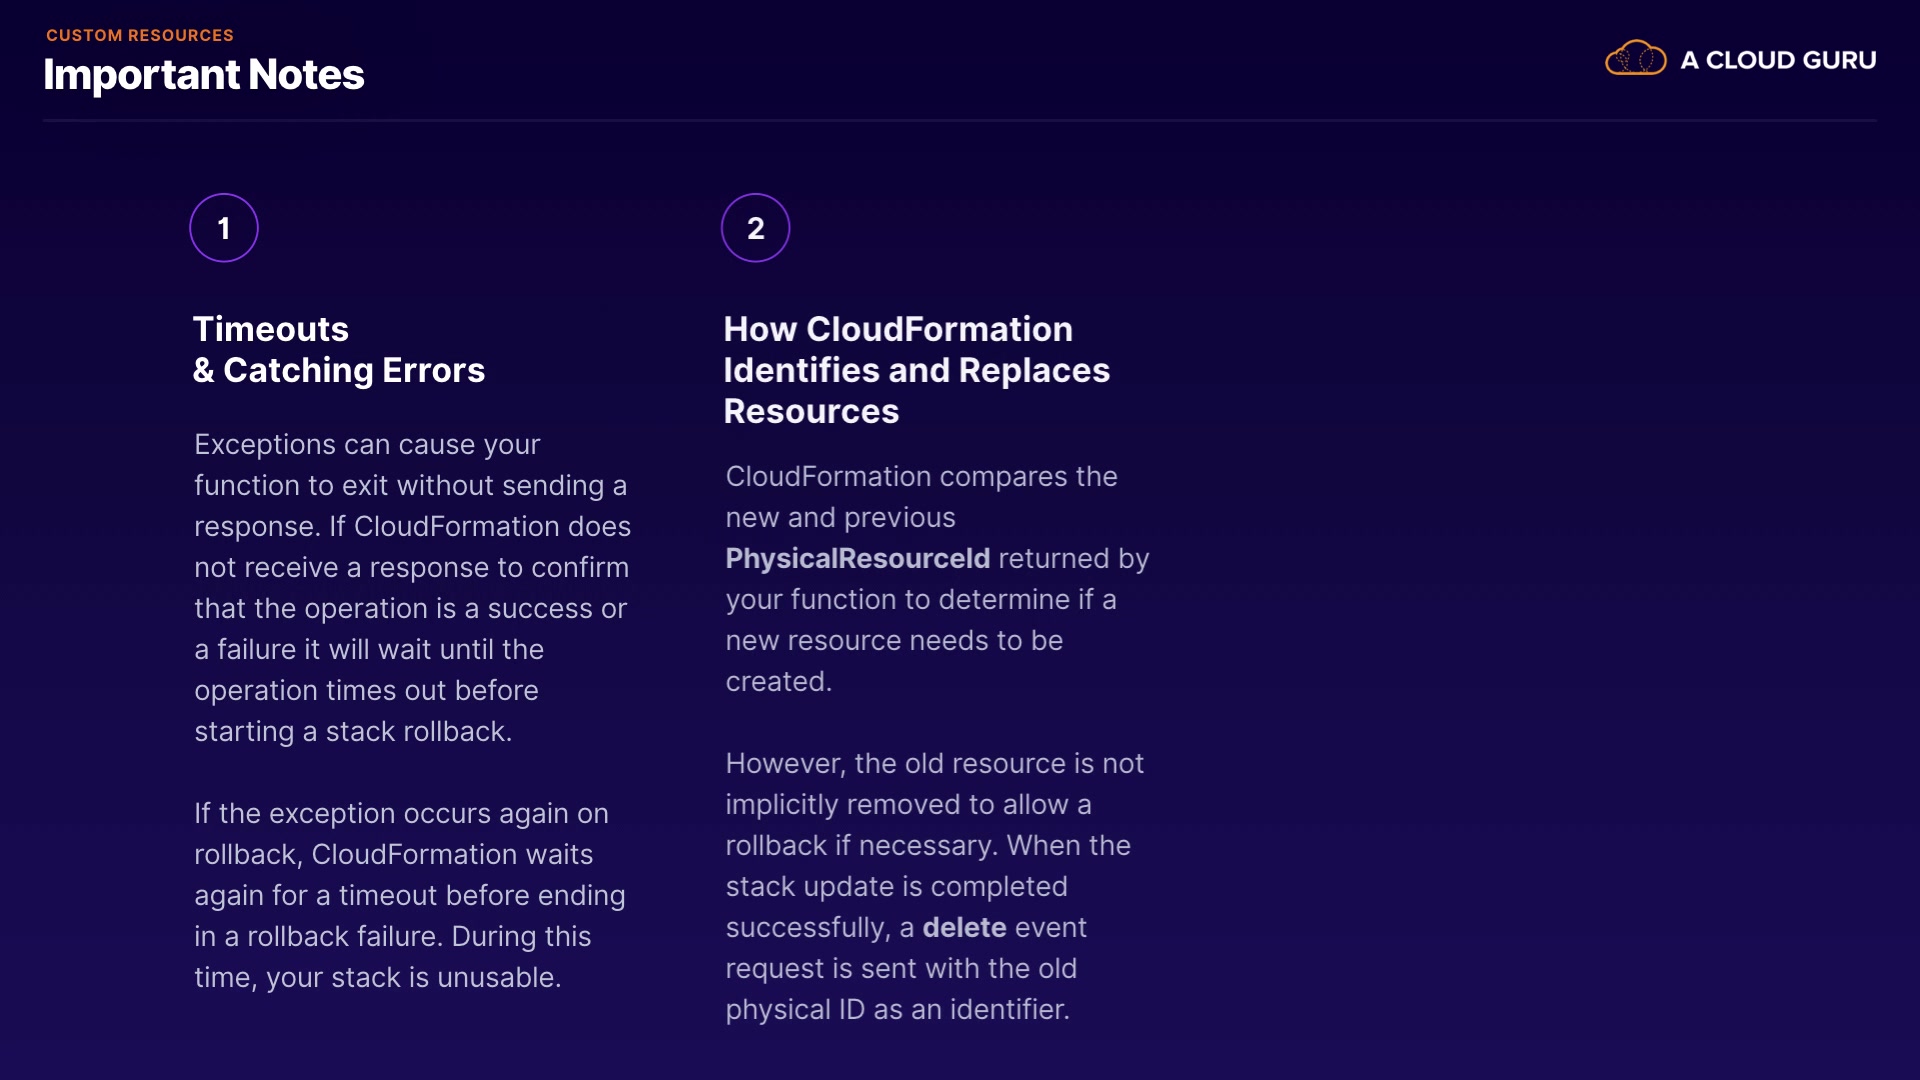 CUSTOM RESOURCES
Important Notes
A CLOUD GURU
1
Timeouts
& Catching Errors
Exceptions can cause your
function to exit without sending a
response. If CloudFormation does
not receive a response to confirm
that the operation is a success or
a failure it will wait until the
operation times out before
starting a stack rollback.
If the exception occurs again on
rollback, CloudFormation waits
again for a timeout before ending
in a rollback failure. During this
time, your stack is unusable.
2
How CloudFormation
Identifies and Replaces
Resources
CloudFormation compares the
new and previous
PhysicalResourceId returned by
your function to determine if a
new resource needs to be
created.
However, the old resource is not
implicitly removed to allow a
rollback if necessary. When the
stack update is completed
successfully, a delete event
request is sent with the old
physical ID as an identifier.